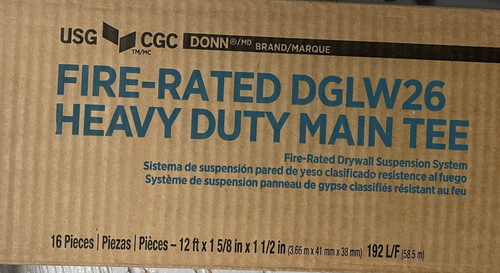 USG CGC DONN®/MD BRAND/MARQUE
TM/MC
FIRE-RATED DGLW26
HEAVY DUTY MAIN TEE
Fire-Rated Drywall Suspension System
Sistema de suspensión pared de yeso clasificado resistence al fuego
Système de suspension panneau de gypse classifiés résistant au feu
16 Pieces | Piezas | Pièces – 12 ft x 1 5/8 in x 1 1/2 in (3.66 m x 41 mm x 38 mm) 192 L/F (58.5 m)